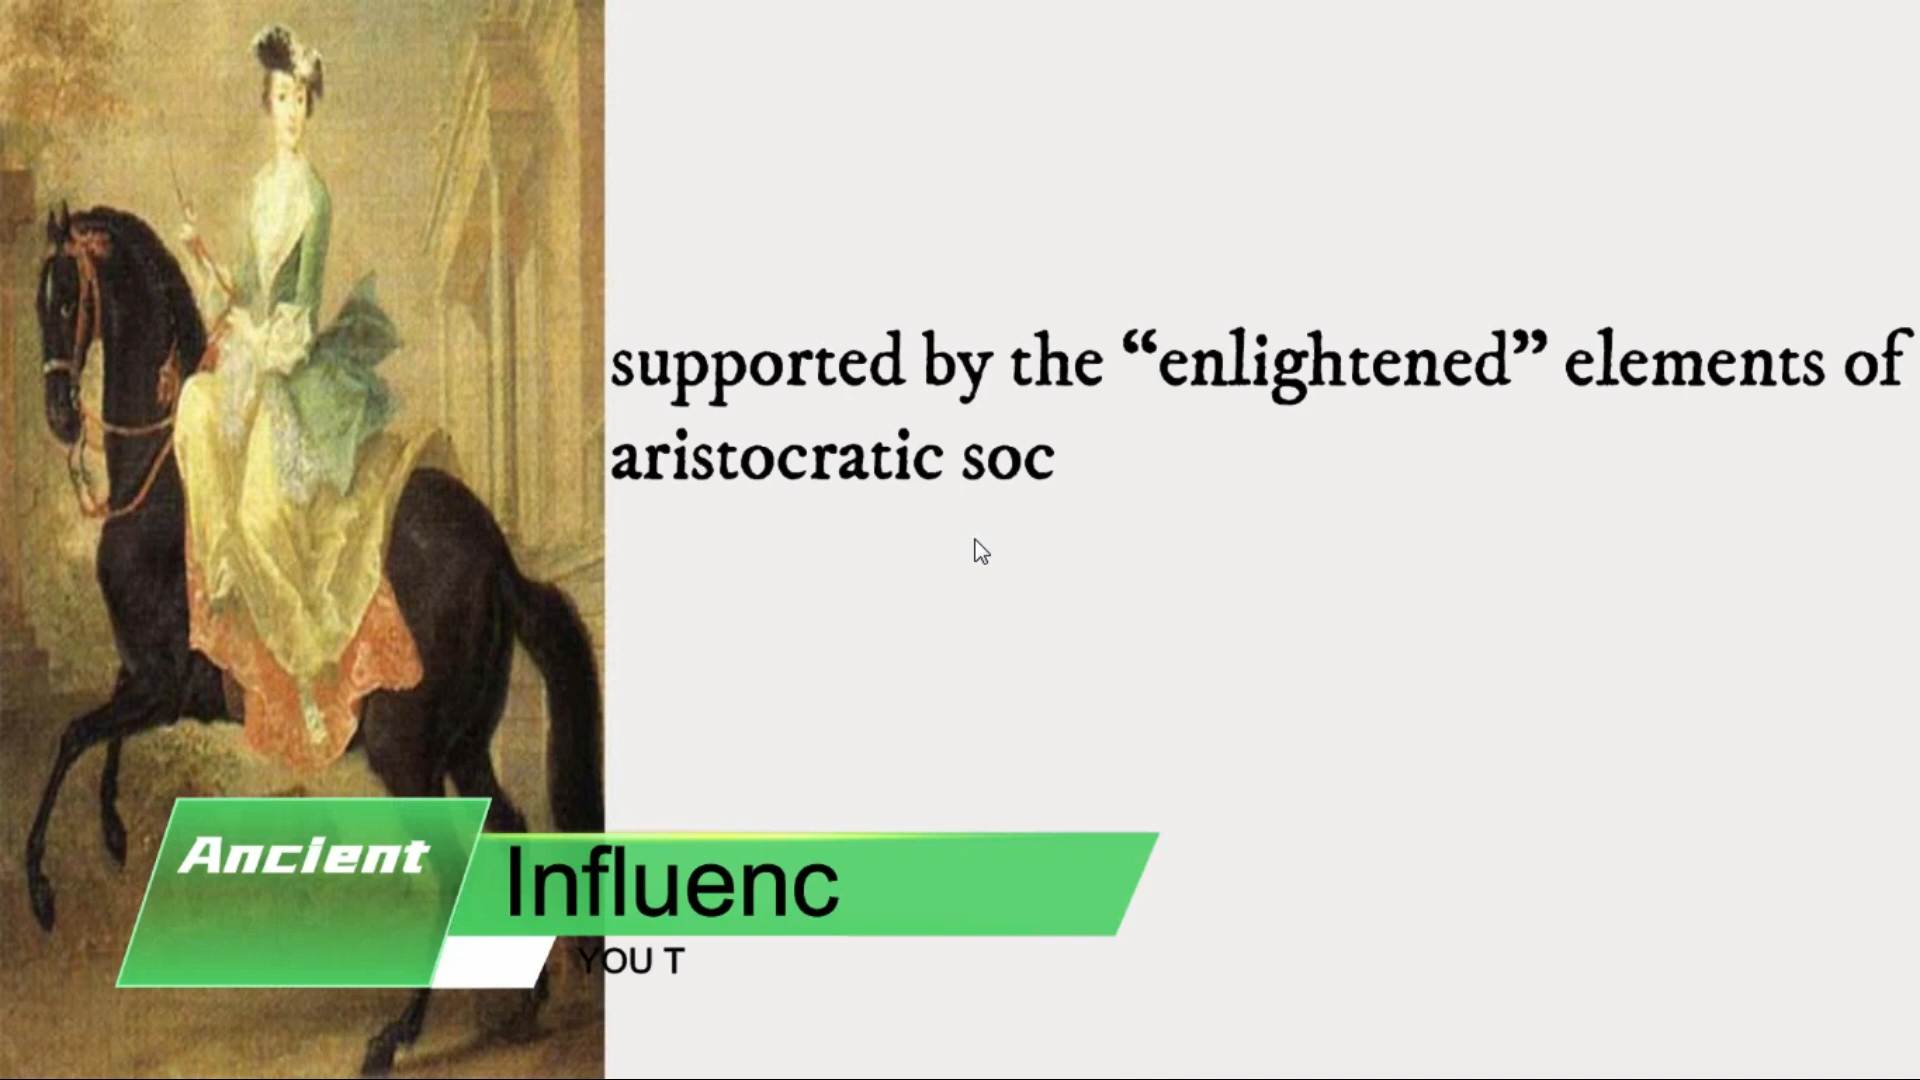 supported by the “enlightened” elements of
aristocratic soc
Ancient
Influenc
YOU T